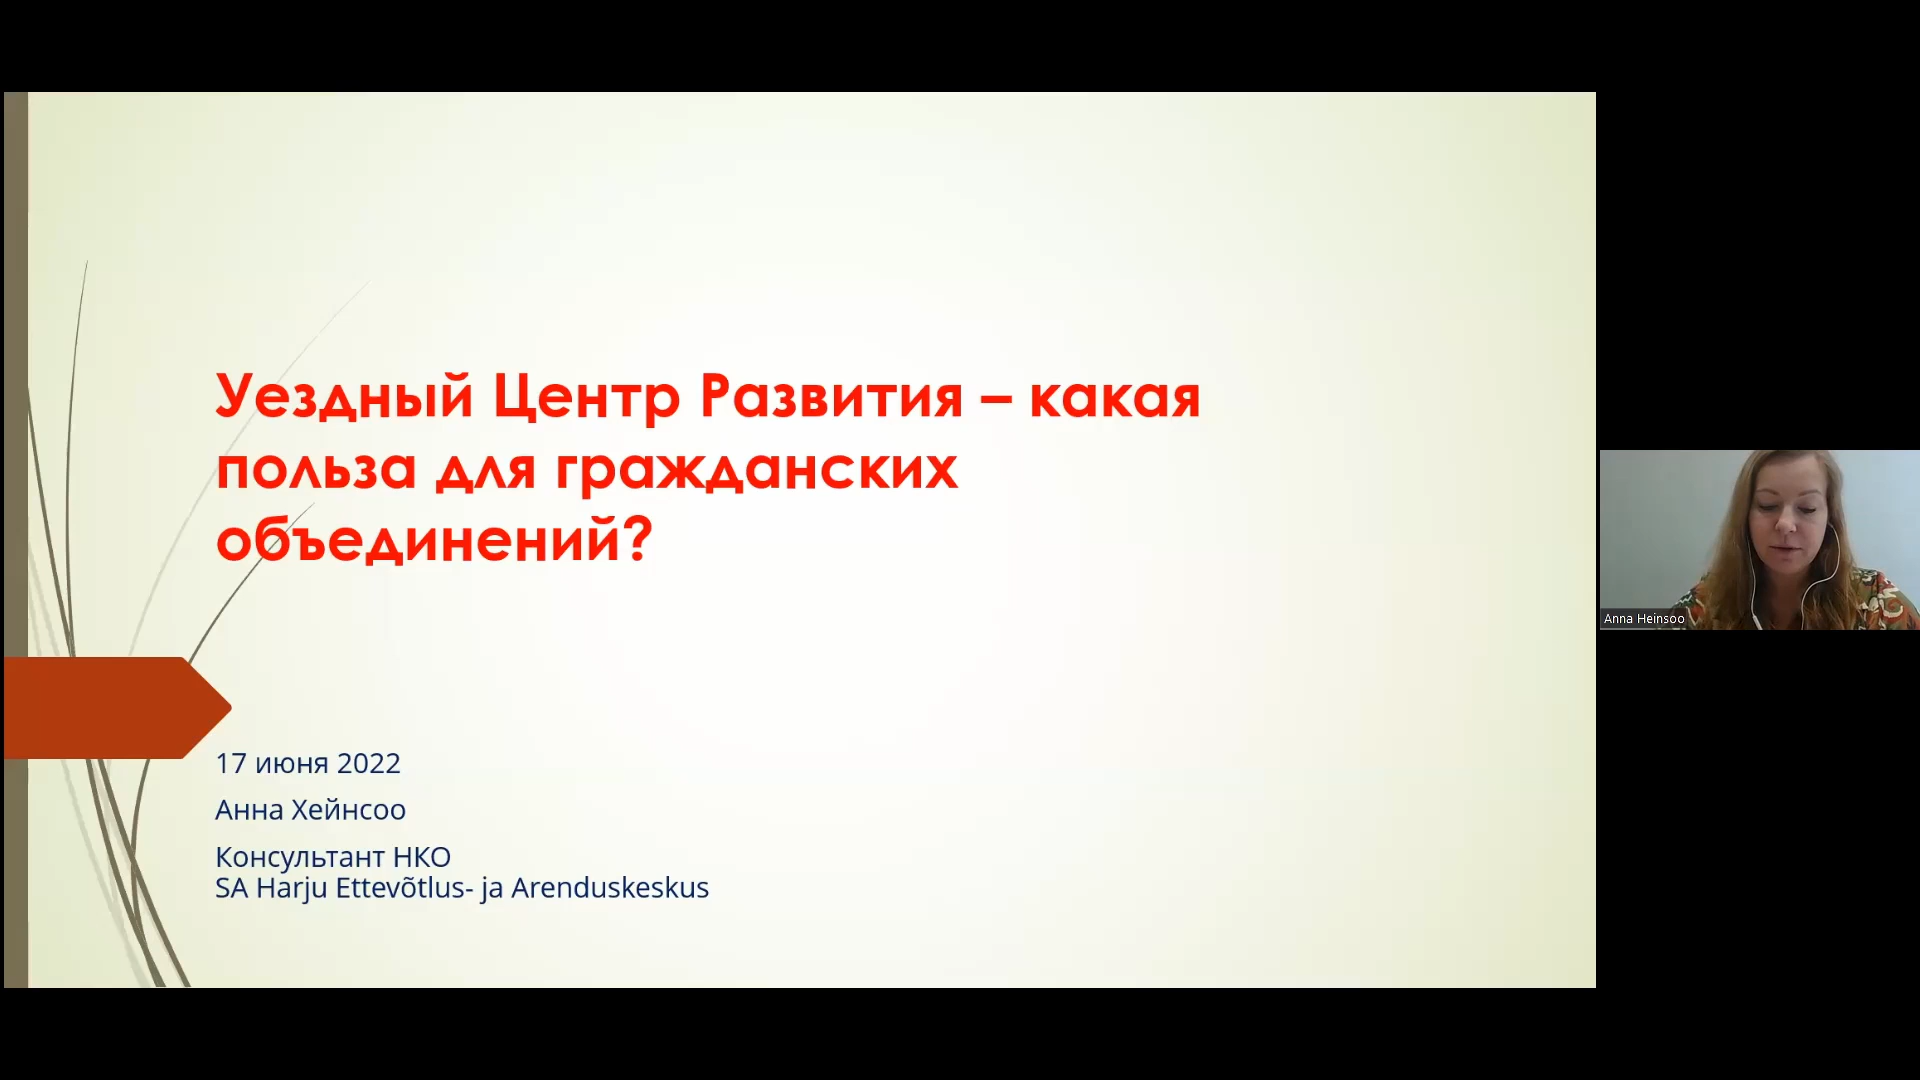 Уездный Центр Развития – какая
польза для гражданских
объединений?
17 июня 2022
Анна Хейнсоо
Консультант НКО
SA Harju Ettevõtlus- ja Arenduskeskus
Anna Heinsoo